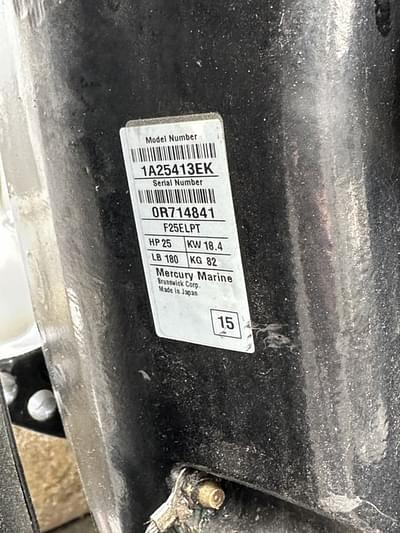 Model Number
1A25413EK
Serial Number
0R714841
F25ELPT
HP 25 KW 18.4
LB 180 KG 82
Mercury Marine
Brunswick Corp.
Made in Japan
15